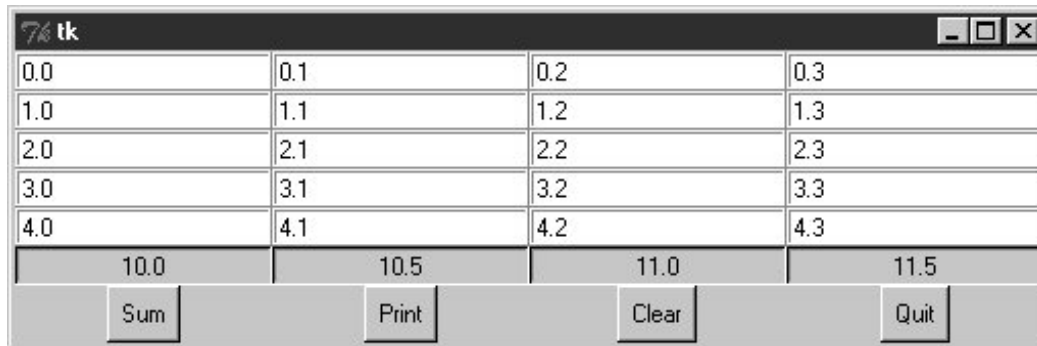 Tk tk
0.0 0.1 0.2 0.3
1.0 1.1 1.2 1.3
2.0 2.1 2.2 2.3
3.0 3.1 3.2 3.3
4.0 4.1 4.2 4.3
10.0 10.5 11.0 11.5
Sum Print Clear Quit